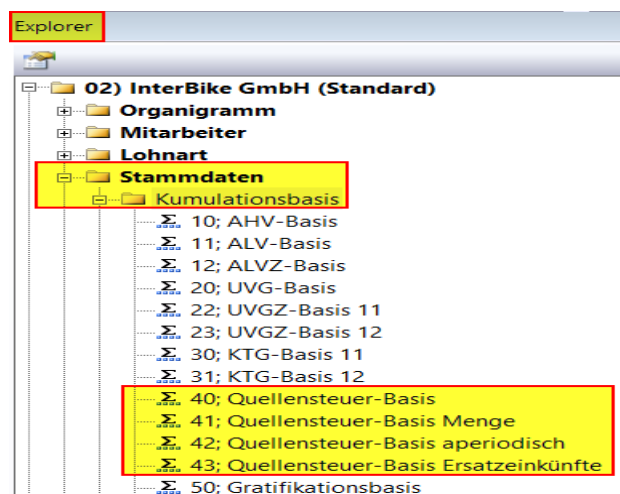 Explorer
02) InterBike GmbH (Standard)
Organigramm
Mitarbeiter
Lohnart
Stammdaten
Kumulationsbasis
10; AHV-Basis
11; ALV-Basis
12; ALVZ-Basis
20; UVG-Basis
22; UVGZ-Basis 11
23; UVGZ-Basis 12
30; KTG-Basis 11
31; KTG-Basis 12
40; Quellensteuer-Basis
41; Quellensteuer-Basis Menge
42; Quellensteuer-Basis aperiodisch
43; Quellensteuer-Basis Ersatzeinkünfte
50; Gratifikationsbasis